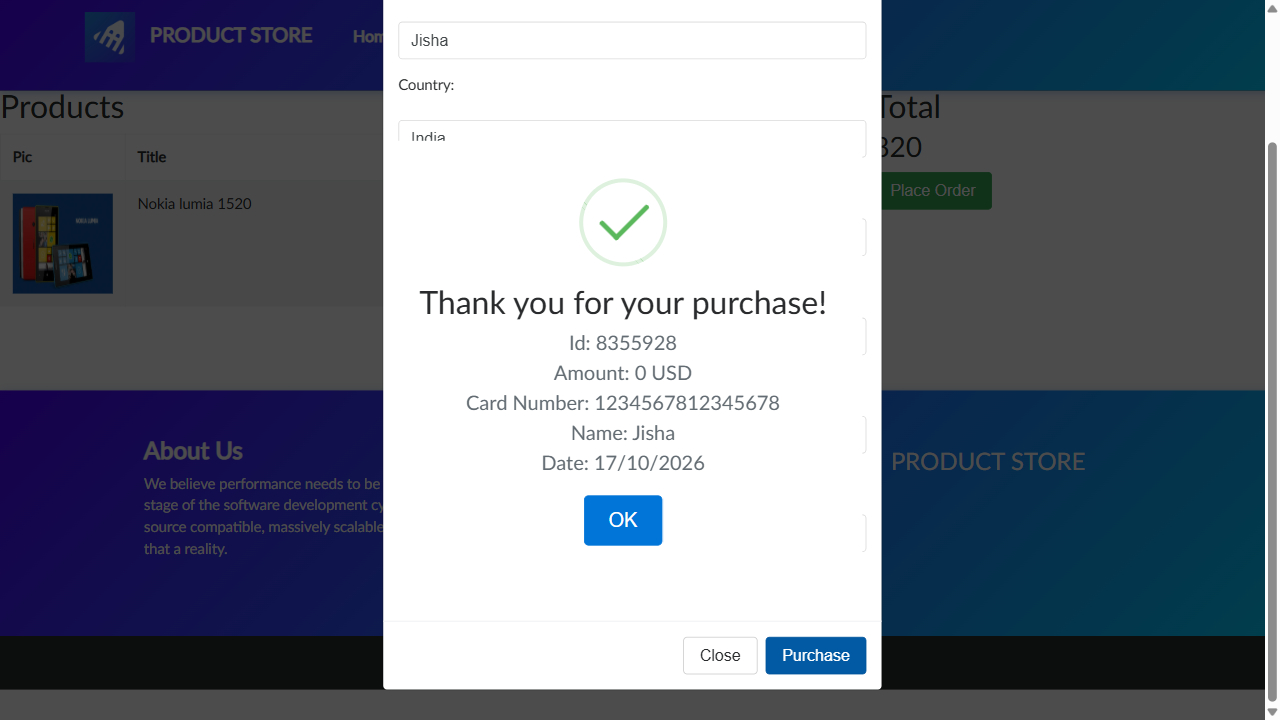 PRODUCT STORE
Jisha
Country:
India
Products
Total
820
Pic
Title
Place Order
Nokia lumia 1520
Thank you for your purchase!
Id: 8355928
Amount: 0 USD
Card Number: 1234567812345678
Name: Jisha
Date: 17/10/2026
OK
About Us
We believe performance needs to be
stage of the software development
source compatible, massively scalable
that a reality.
PRODUCT STORE
Close
Purchase